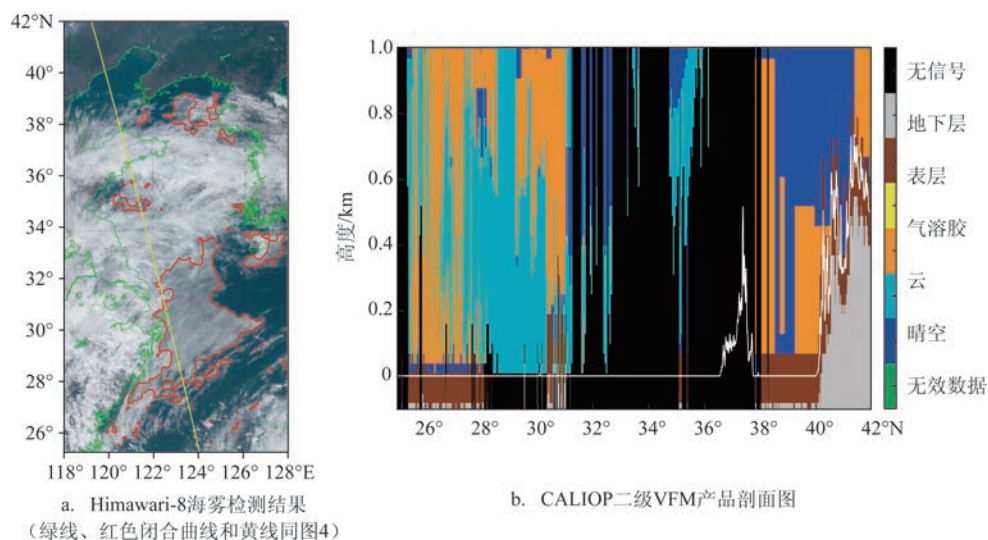 42°N
40°
38°
36°
34°
32°
30°
28°
26°
118° 120° 122° 124° 126° 128°E
a. Himawari-8海雾检测结果
(绿线、红色闭合曲线和黄线同图4)
高度/km
1.0
0.8
0.6
0.4
0.2
0
26° 28° 30° 32° 34° 36° 38° 40° 42°N
无信号
地下层
表层
气溶胶
云
晴空
无效数据
b. CALIOP二级VFM产品剖面图